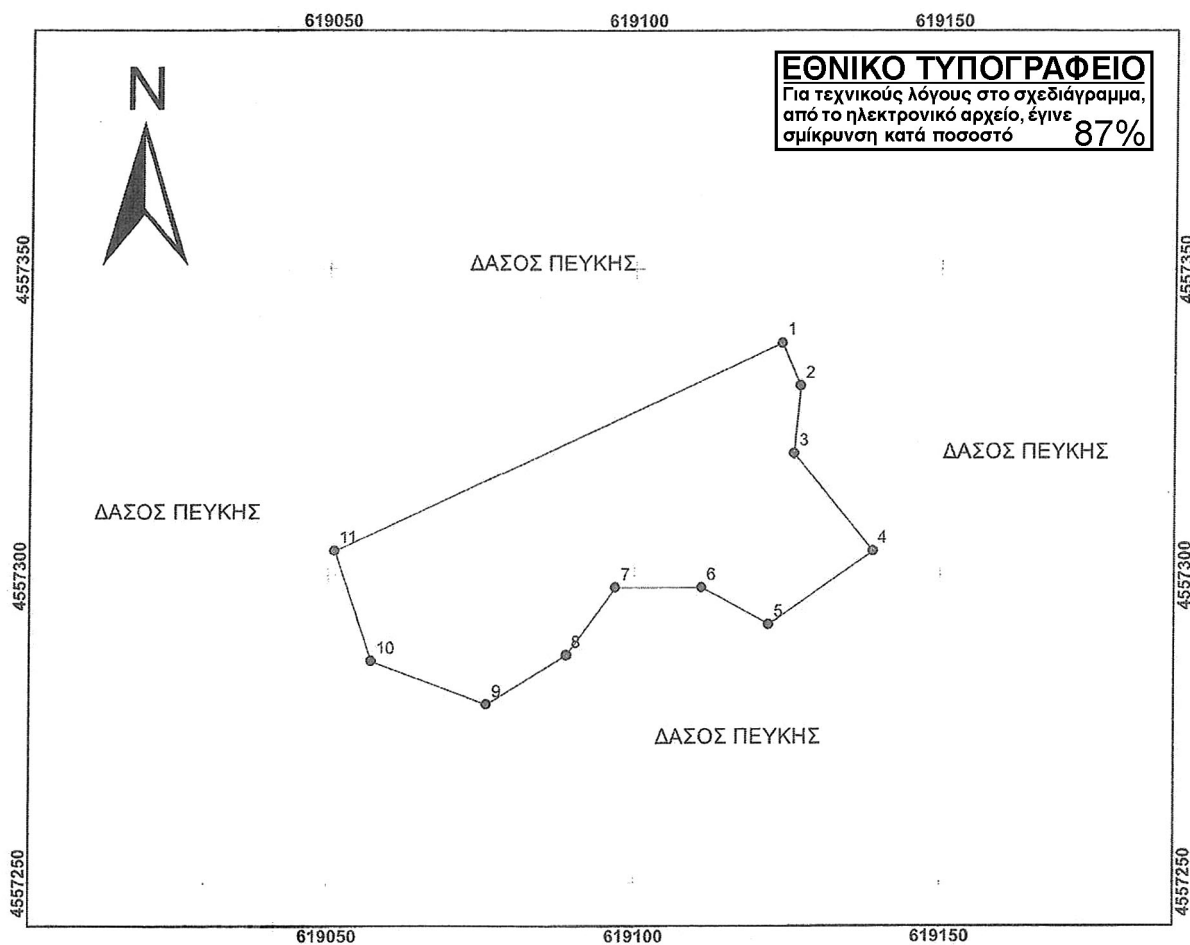 619050
619100
619150
N
ΕΘΝΙΚΟ ΤΥΠΟΓΡΑΦΕΙΟ
Για τεχνικούς λόγους στο σχεδιάγραμμα,
από το ηλεκτρονικό αρχείο, έγινε
σμίκρυνση κατά ποσοστό 87%
4557350
4557350
ΔΑΣΟΣ ΠΕΥΚΗΣ
1
2
3
ΔΑΣΟΣ ΠΕΥΚΗΣ
ΔΑΣΟΣ ΠΕΥΚΗΣ
11
4
4557300
4557300
7
6
5
8
10
9
ΔΑΣΟΣ ΠΕΥΚΗΣ
4557250
4557250
619050
619100
619150